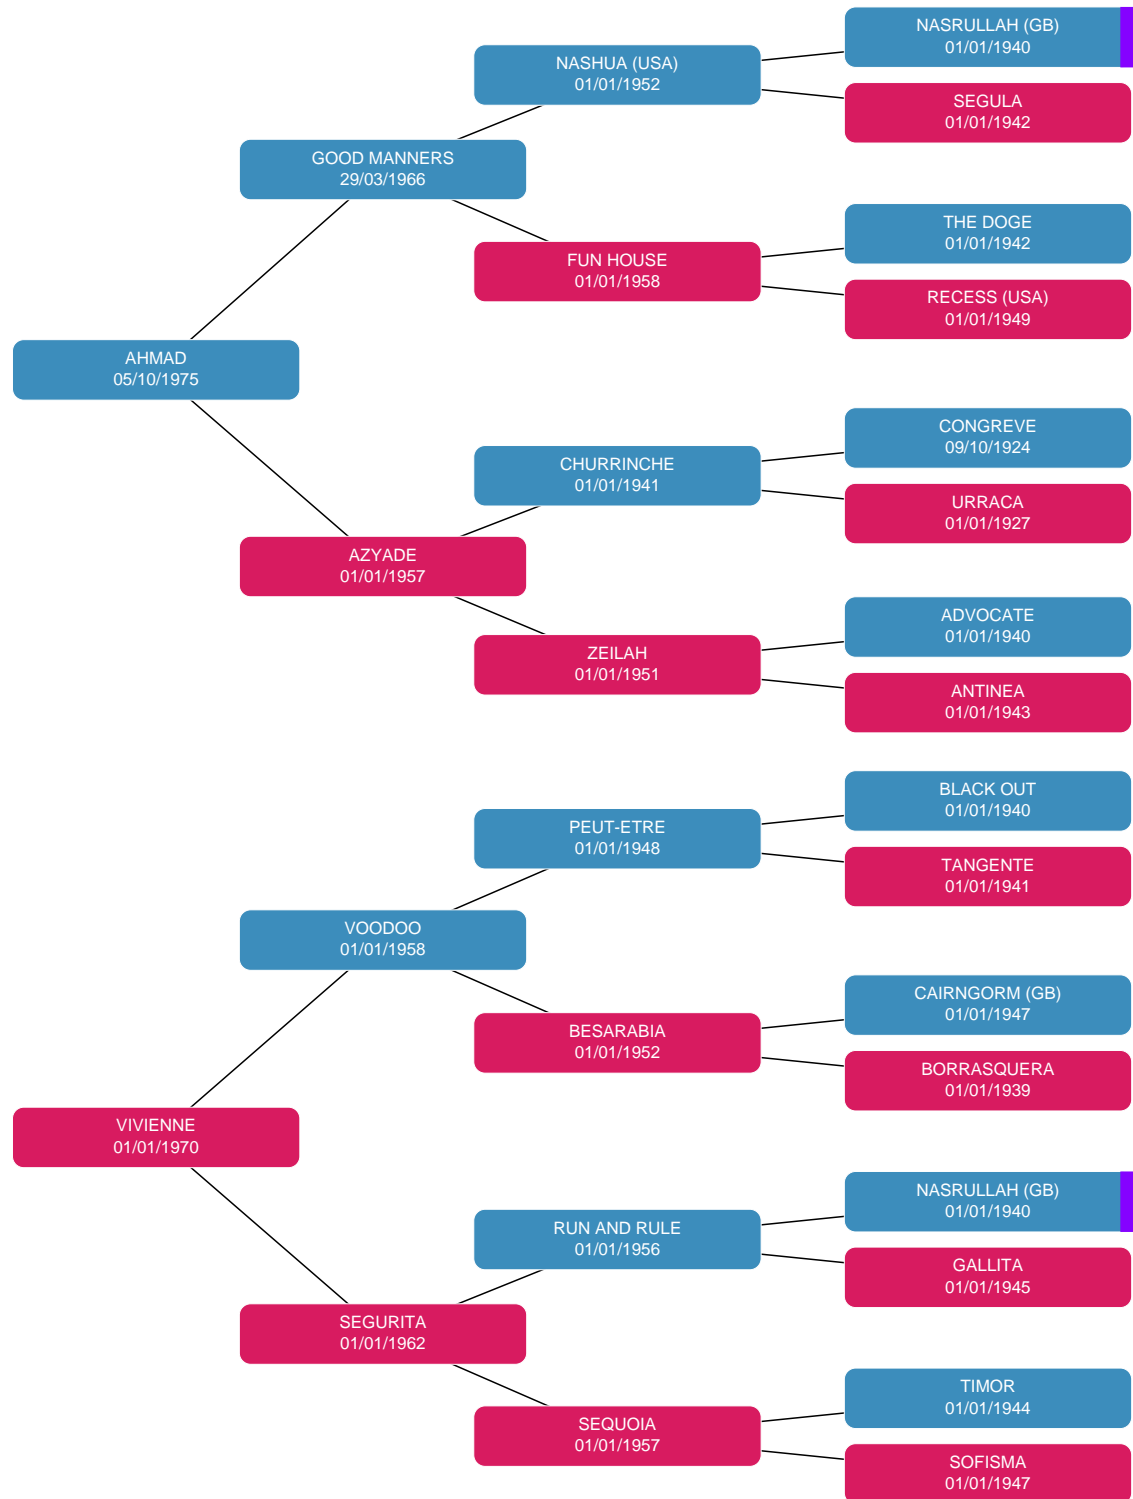 NASRULLAH (GB)
01/01/1940
NASHUA (USA)
01/01/1952
SEGULA
01/01/1942
GOOD MANNERS
29/03/1966
THE DOGE
01/01/1942
FUN HOUSE
01/01/1958
RECESS (USA)
01/01/1949
AHMAD
05/10/1975
CONGREVE
09/10/1924
CHURRINCHE
01/01/1941
URRACA
01/01/1927
AZYADE
01/01/1957
ADVOCATE
01/01/1940
ZEILAH
01/01/1951
ANTINEA
01/01/1943
BLACK OUT
01/01/1940
PEUT-ETRE
01/01/1948
TANGENTE
01/01/1941
VOODOO
01/01/1958
CAIRNGORM (GB)
01/01/1947
BESARABIA
01/01/1952
BORRASQUERA
01/01/1939
VIVIENNE
01/01/1970
NASRULLAH (GB)
01/01/1940
RUN AND RULE
01/01/1956
GALLITA
01/01/1945
SEGURITA
01/01/1962
TIMOR
01/01/1944
SEQUOIA
01/01/1957
SOFISMA
01/01/1947